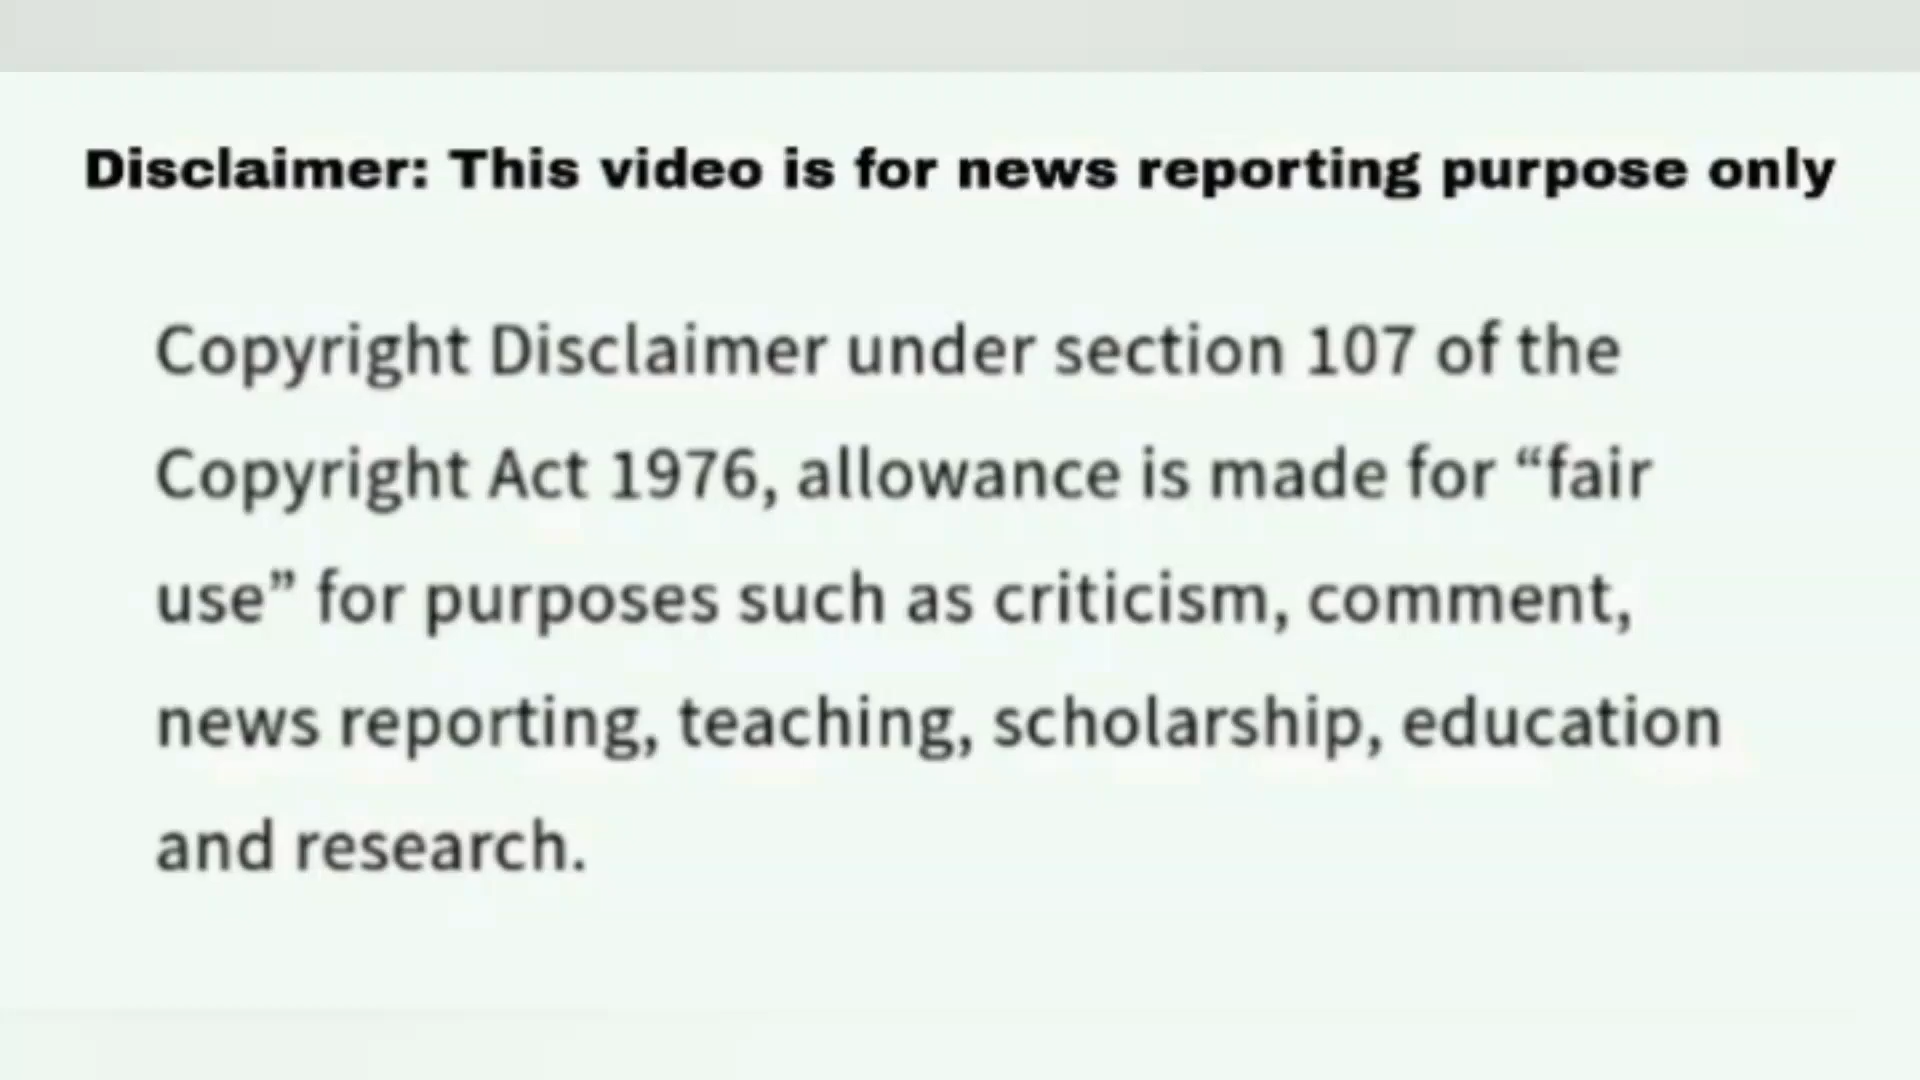 Disclaimer: This video is for news reporting purpose only
Copyright Disclaimer under section 107 of the
Copyright Act 1976, allowance is made for “fair
use” for purposes such as criticism, comment,
news reporting, teaching, scholarship, education
and research.